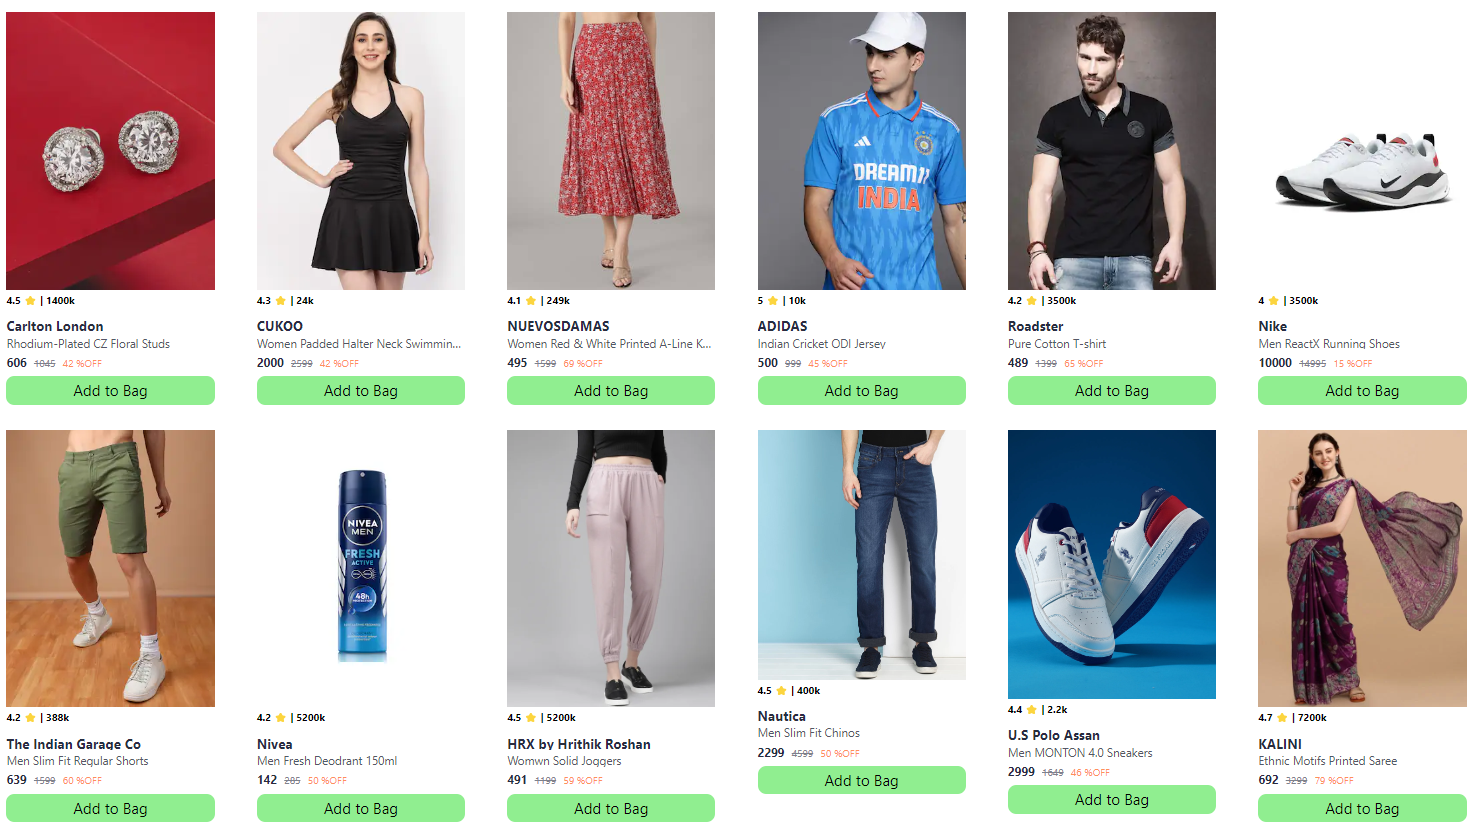 DREAM11
INDIA
4.5 ⭐ | 1400k
Carlton London
Rhodium-Plated CZ Floral Studs
606 1045 42 %OFF
Add to Bag
4.3 ⭐ | 24k
CUKOO
Women Padded Halter Neck Swimmin...
2000 2599 42 %OFF
Add to Bag
4.1 ⭐ | 249k
NUEVOSDAMAS
Women Red & White Printed A-Line K...
495 1599 69 %OFF
Add to Bag
5 ⭐ | 10k
ADIDAS
Indian Cricket ODI Jersey
500 999 45 %OFF
Add to Bag
4.2 ⭐ | 3500k
Roadster
Pure Cotton T-shirt
489 1399 65 %OFF
Add to Bag
4 ⭐ | 3500k
Nike
Men ReactX Running Shoes
10000 14995 15 %OFF
Add to Bag
4.2 ⭐ | 388k
The Indian Garage Co
Men Slim Fit Regular Shorts
639 1599 60 %OFF
Add to Bag
NIVEA
MEN
FRESH
ACTIVE
48h
4.2 ⭐ | 5200k
Nivea
Men Fresh Deodrant 150ml
142 285 50 %OFF
Add to Bag
4.5 ⭐ | 5200k
HRX by Hrithik Roshan
Womwn Solid Joggers
491 1199 59 %OFF
Add to Bag
4.5 ⭐ | 400k
Nautica
Men Slim Fit Chinos
2299 4599 50 %OFF
Add to Bag
4.4 ⭐ | 2.2k
U.S Polo Assan
Men MONTON 4.0 Sneakers
2999 1649 46 %OFF
Add to Bag
4.7 ⭐ | 7200k
KALINI
Ethnic Motifs Printed Saree
692 3299 79 %OFF
Add to Bag